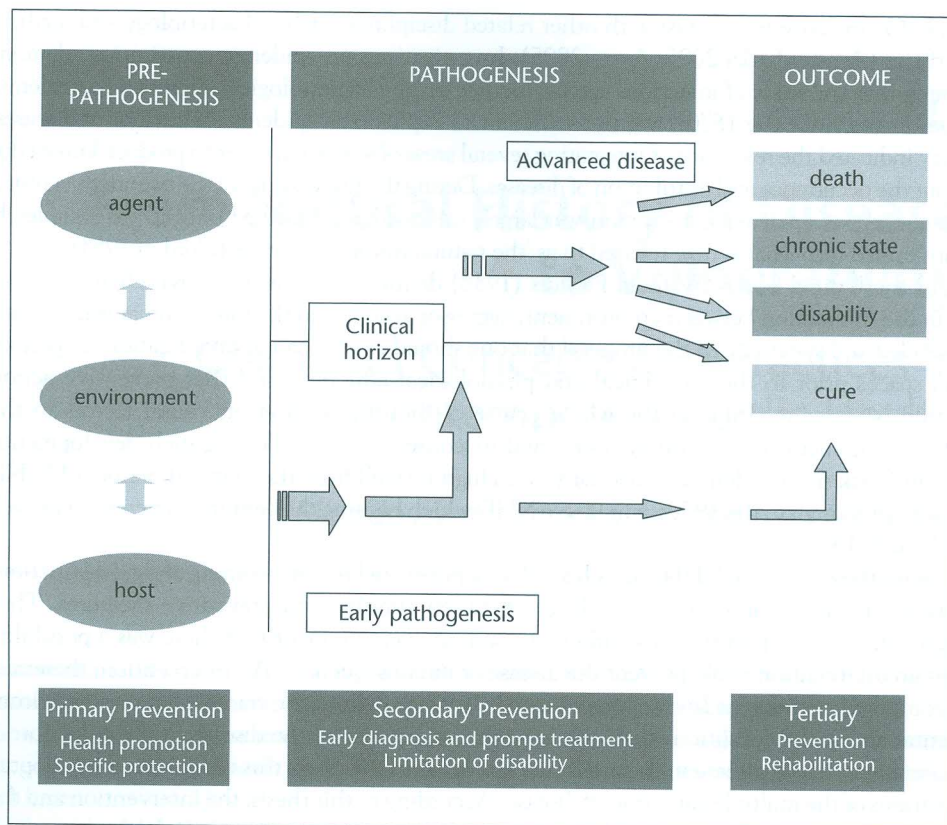 PRE-
PATHOGENESIS
PATHOGENESIS
OUTCOME
agent
environment
host
Advanced disease
Clinical
horizon
Early pathogenesis
death
chronic state
disability
cure
Primary Prevention
Health promotion
Specific protection
Secondary Prevention
Early diagnosis and prompt treatment
Limitation of disability
Tertiary
Prevention
Rehabilitation